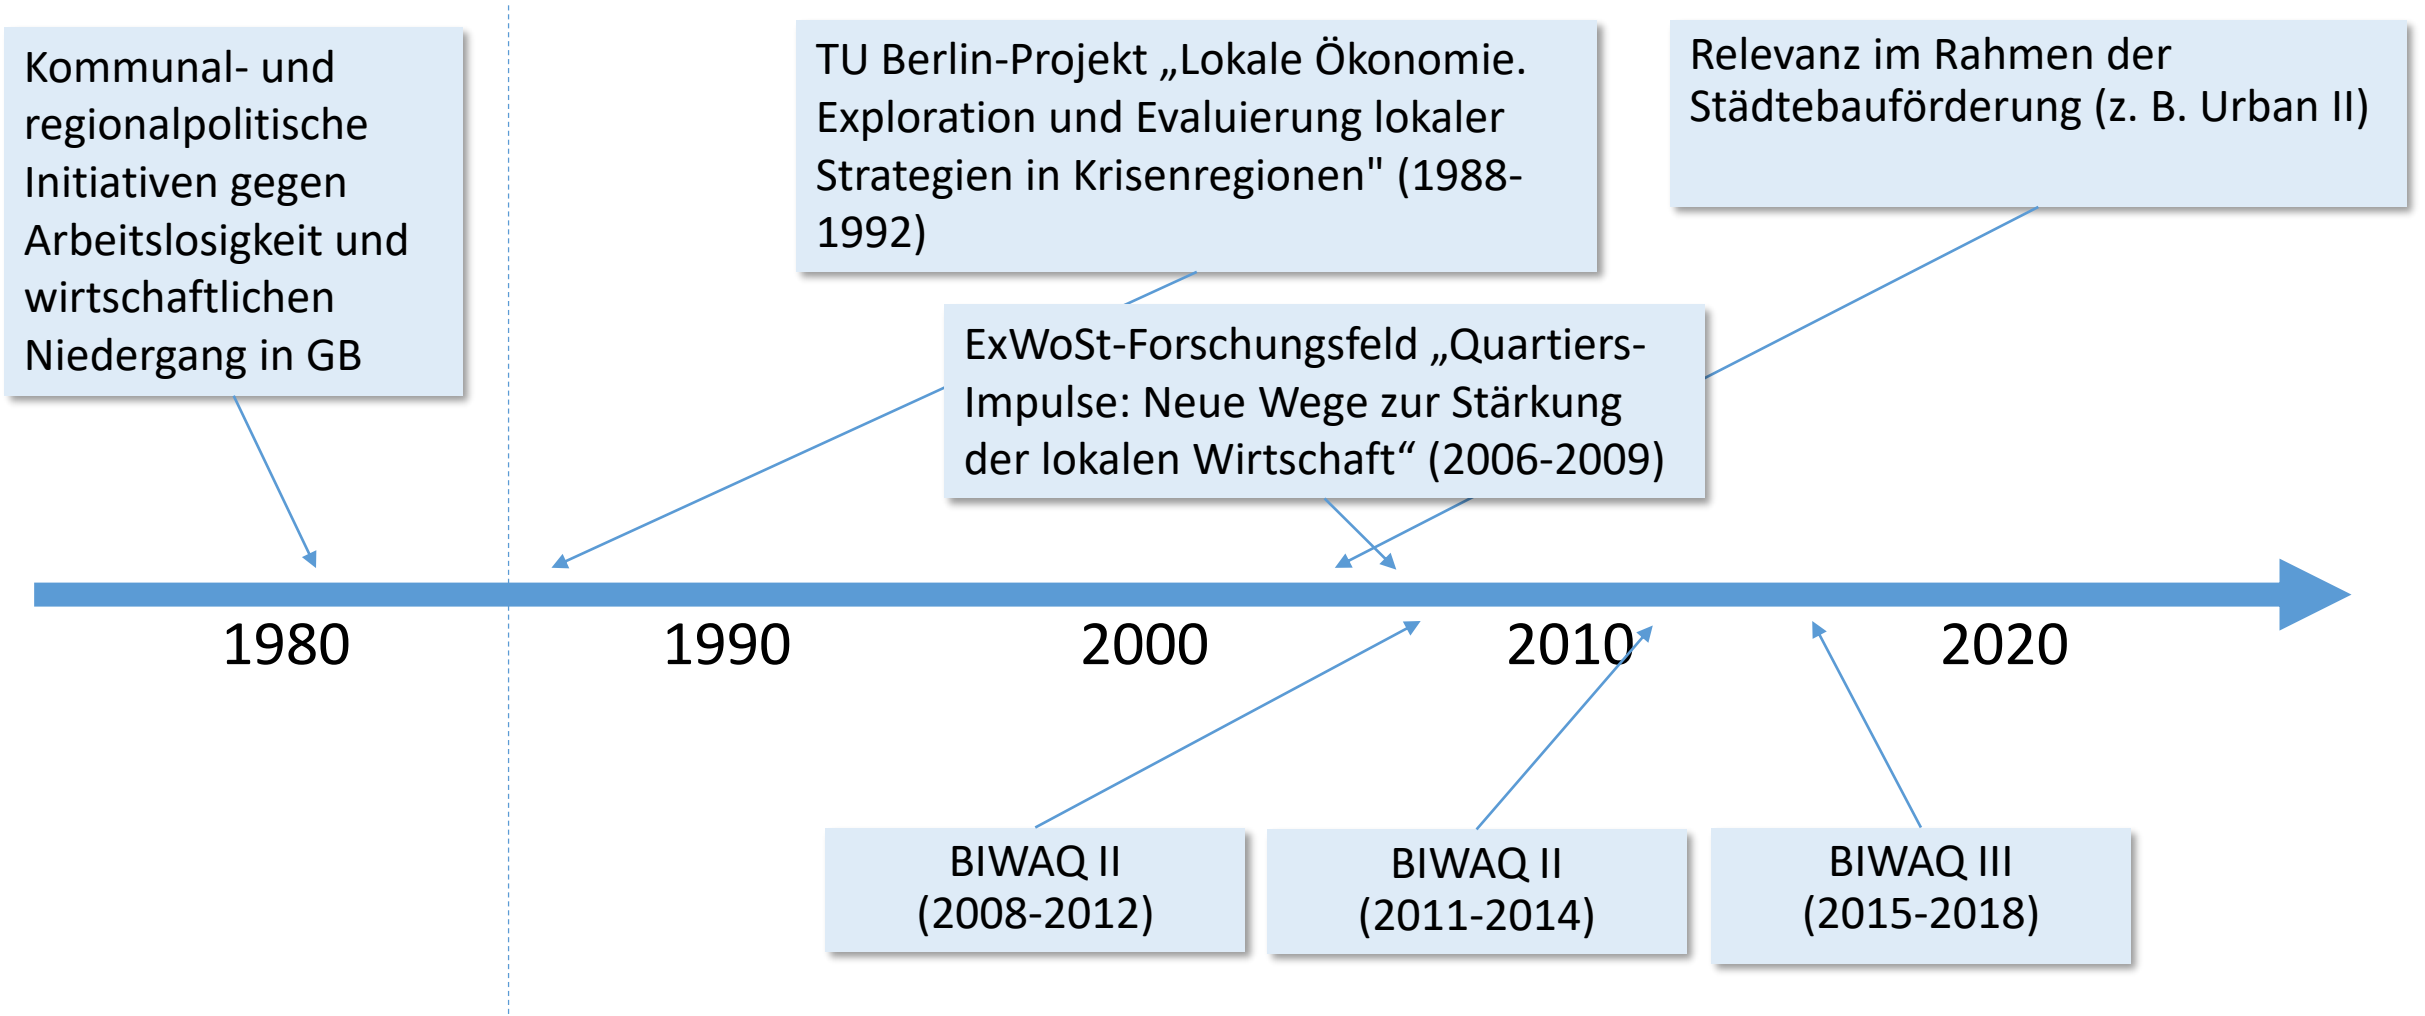 Kommunal- und
regionalpolitische
Initiativen gegen
Arbeitslosigkeit und
wirtschaftlichen
Niedergang in GB
TU Berlin-Projekt „Lokale Ökonomie.
Exploration und Evaluierung lokaler
Strategien in Krisenregionen" (1988-
1992)
Relevanz im Rahmen der
Städtebauförderung (z. B. Urban II)
ExWoSt-Forschungsfeld „Quartiers-
Impulse: Neue Wege zur Stärkung
der lokalen Wirtschaft“ (2006-2009)
1980
1990
2000
2010
2020
BIWAQ II
(2008-2012)
BIWAQ II
(2011-2014)
BIWAQ III
(2015-2018)